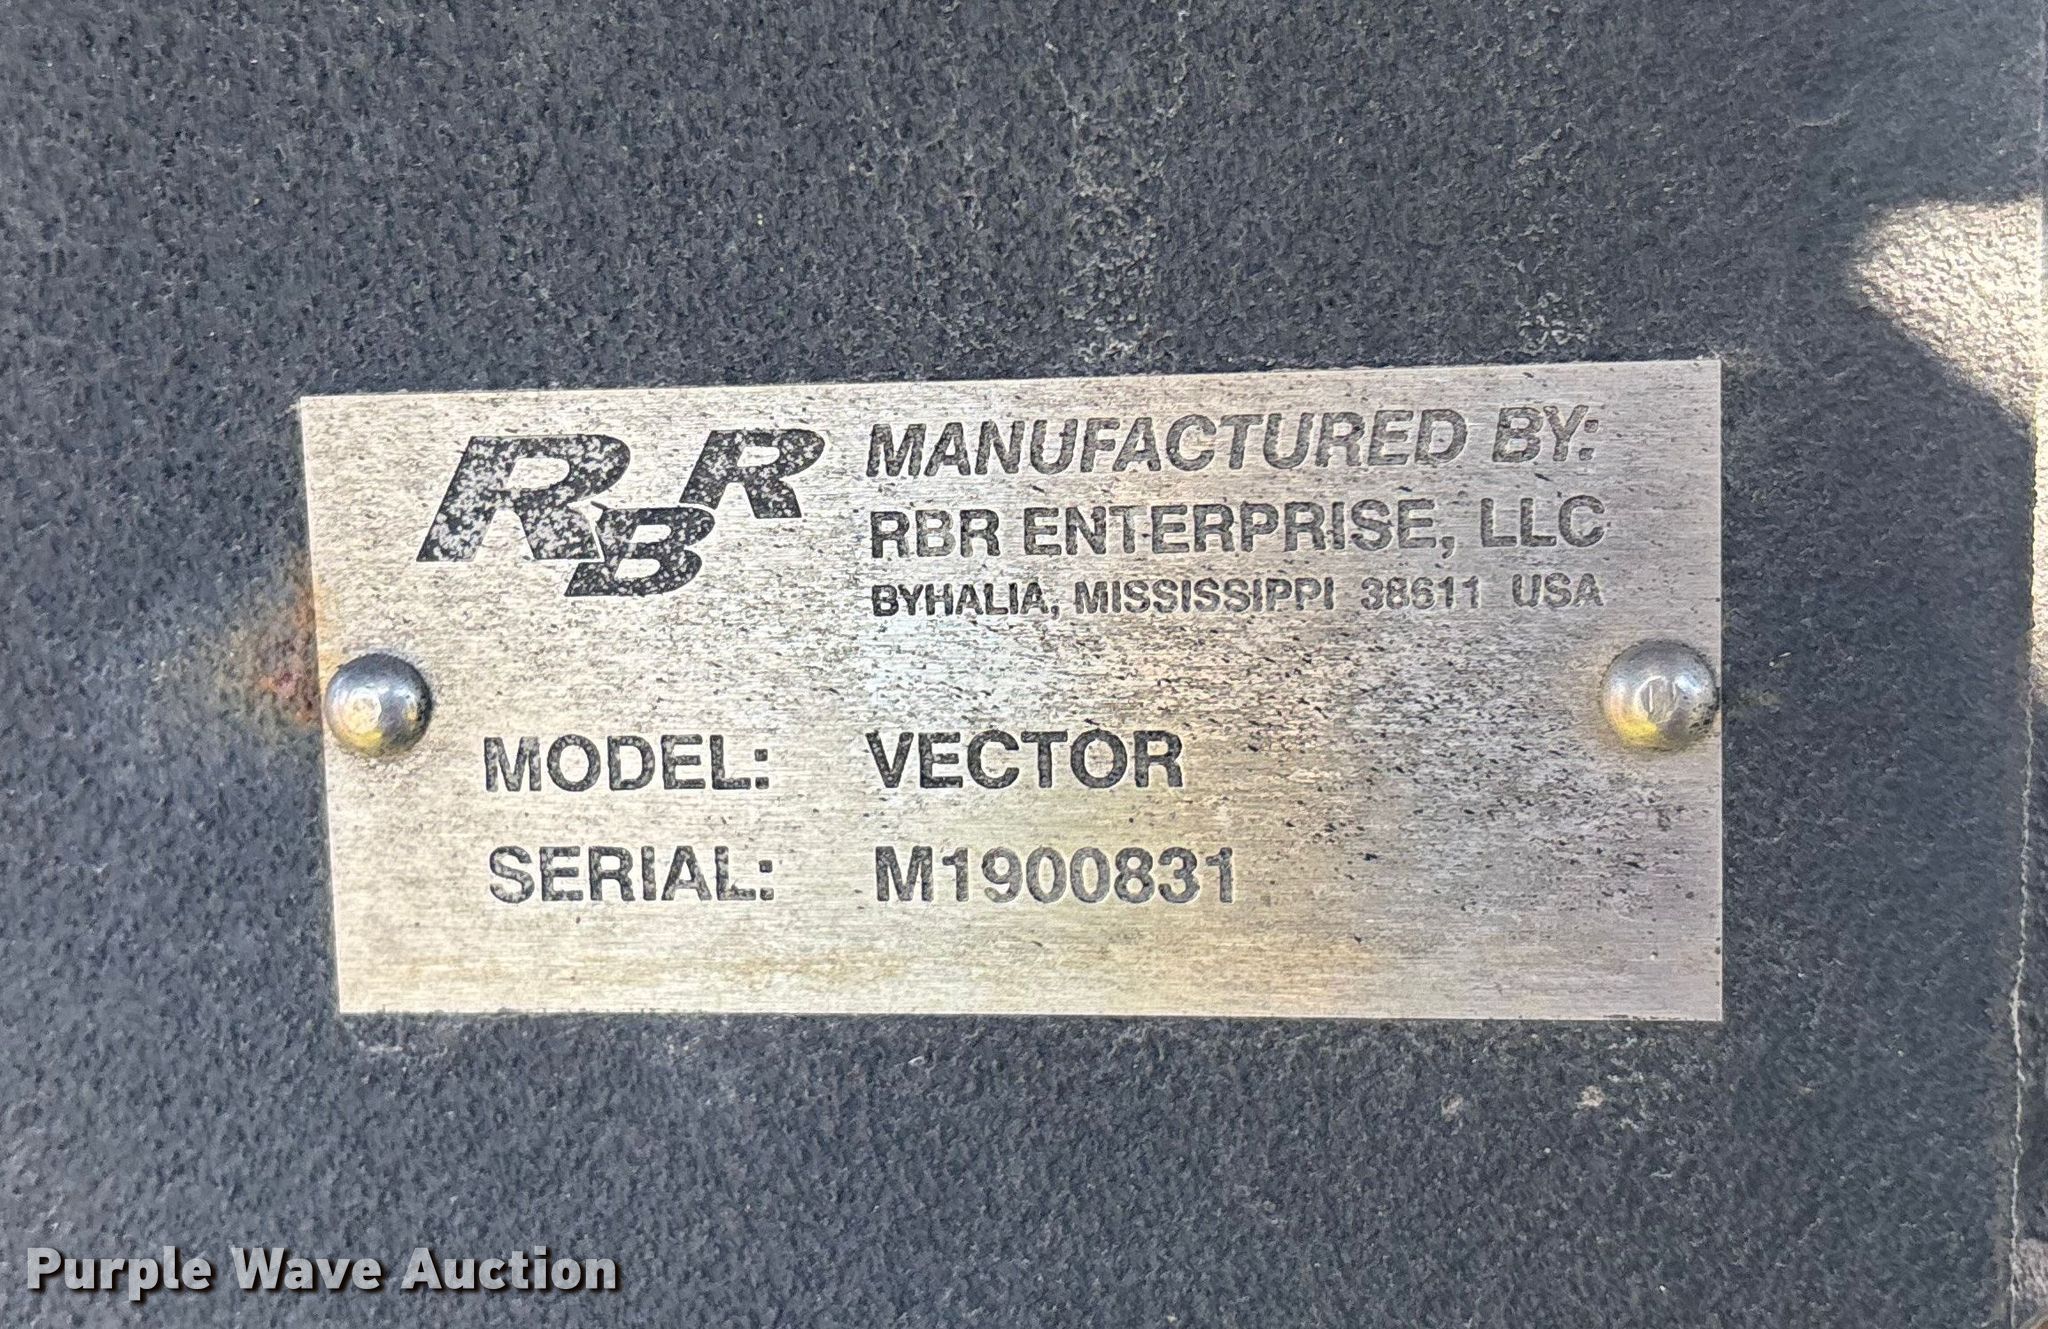 RBR
MANUFACTURED BY:
RBR ENTERPRISE, LLC
BYHALIA, MISSISSIPPI 38611 USA
MODEL: VECTOR
SERIAL: M1900831
Purple Wave Auction